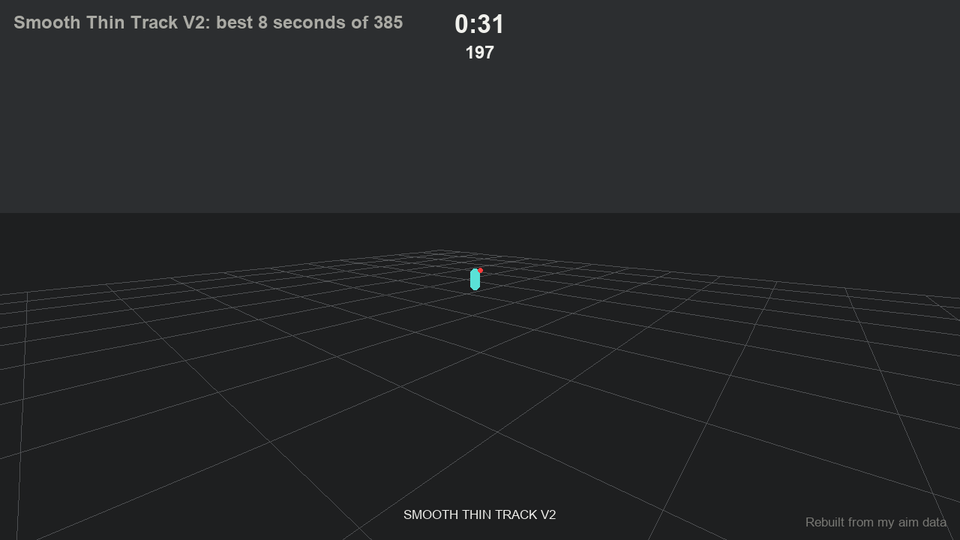 Smooth Thin Track V2: best 8 seconds of 385
0:31
197
SMOOTH THIN TRACK V2
Rebuilt from my aim data